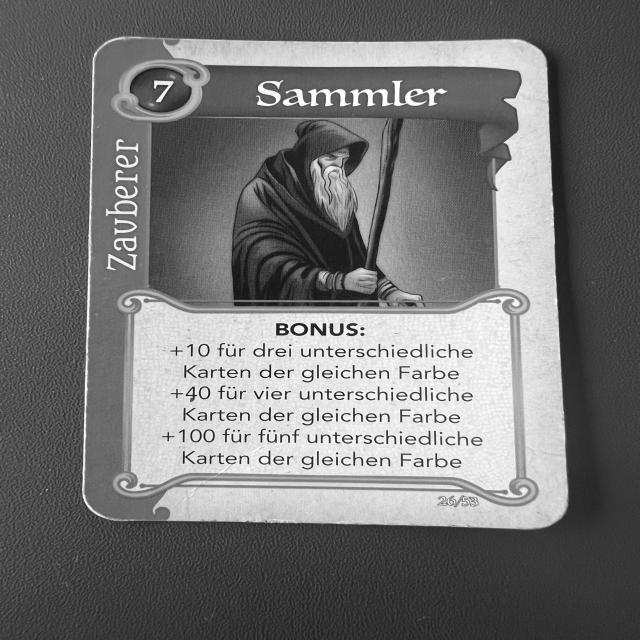 7
Sammler
Zauberer
BONUS:
+10 für drei unterschiedliche
Karten der gleichen Farbe
+40 für vier unterschiedliche
Karten der gleichen Farbe
+100 für fünf unterschiedliche
Karten der gleichen Farbe
26/53